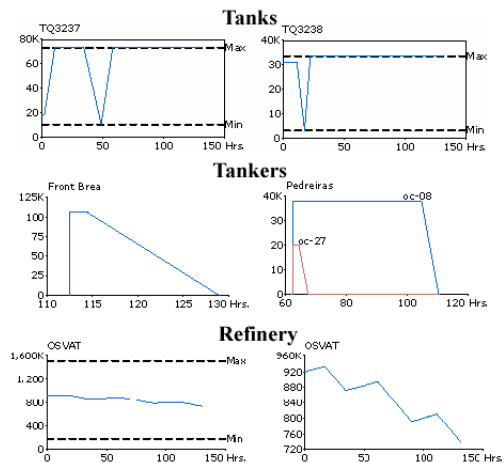 Tanks
TQ3237
80K
60
40
20
0
0
50
100
150 Hrs.
Max
Min
TQ3238
40K
30
20
10
0
0
50
100
150 Hrs.
Max
Min
Tankers
Front Brea
125K
100
75
50
25
0
110
115
120
125
130 Hrs.
Pedreiras
oc-08
oc-27
40K
30
20
10
0
60
80
100
120 Hrs.
Refinery
OSVAT
1,600K
1,200
800
400
0
0
50
100
150 Hrs.
Max
Min
OSVAT
960K
920
880
840
800
760
720
0
50
100
150 Hrs.